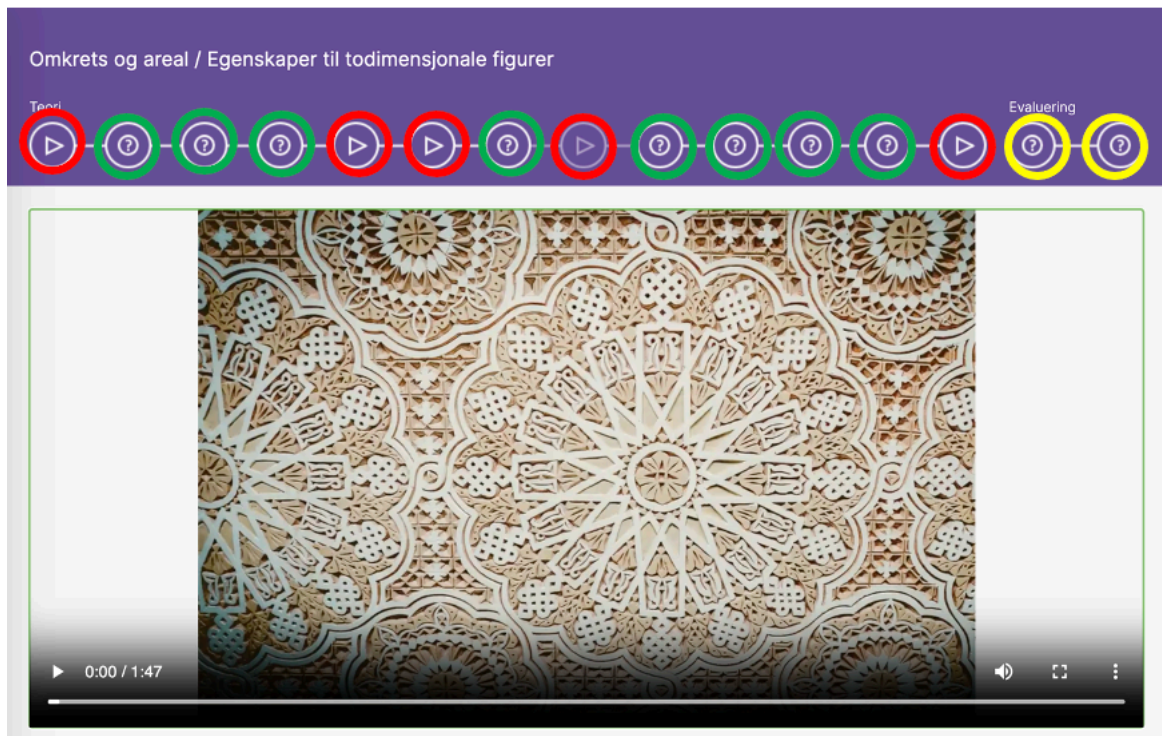 Omkrets og areal / Egenskaper til todimensjonale figurer
Teori
Evaluering
? ? ? ? ? ? ? ? ? ?
0:00 / 1:47